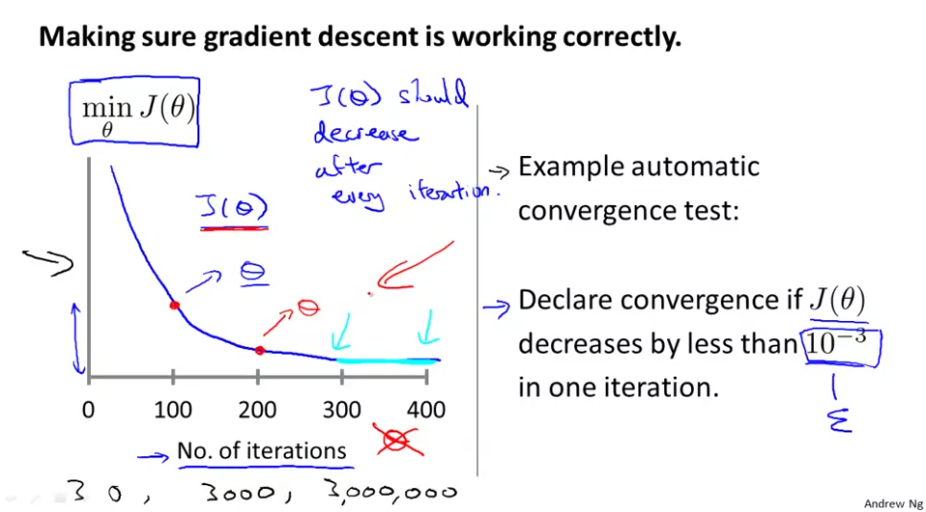 Making sure gradient descent is working correctly.
min J(θ)
θ
J(θ) should
decrease
after
every iteration.
J(θ)
θ
θ
0 100 200 300 400
No. of iterations
θ
30, 3000, 3,000,000
Example automatic
convergence test:
Declare convergence if J(θ)
decreases by less than 10⁻³
in one iteration.
ε
Andrew Ng